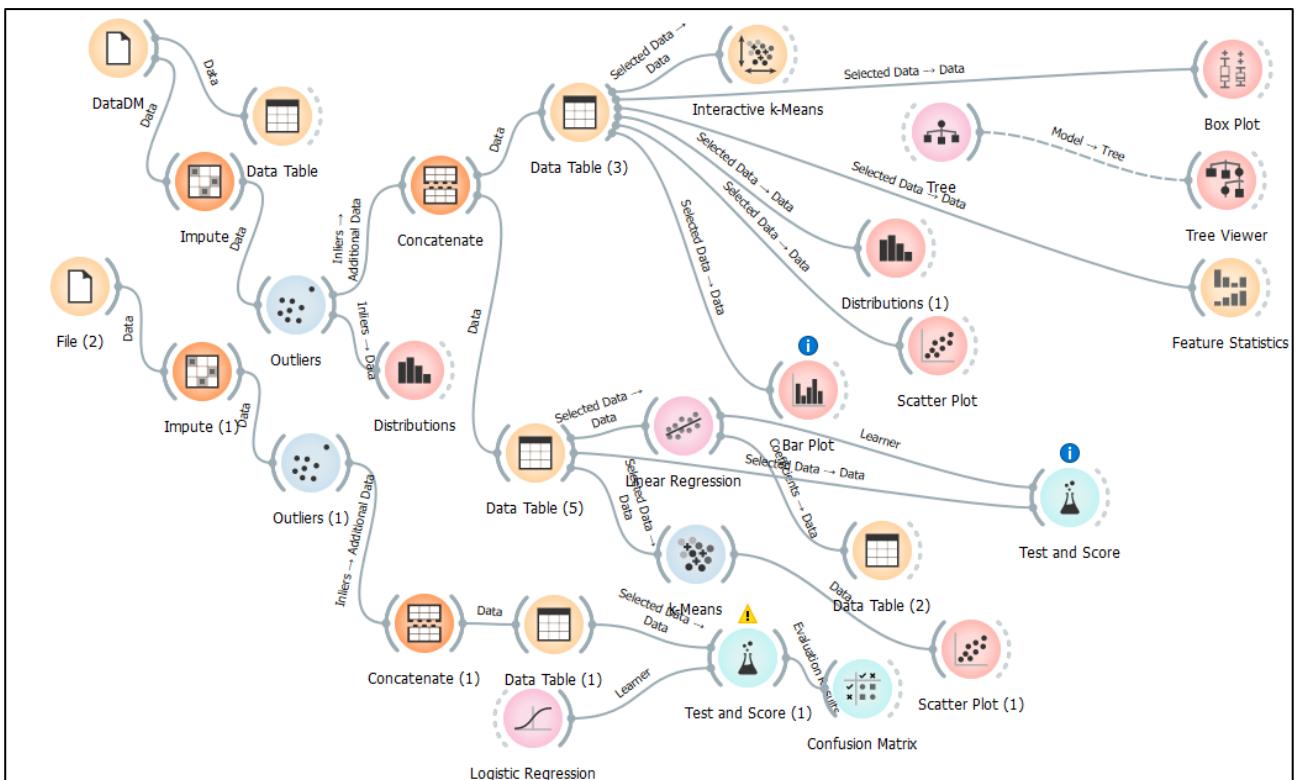 Selected Data →
Data
Selected Data → Data
Data
DataDM
Interactive k-Means
Box Plot
Data
Data
Data Table
Data Table (3)
Selected Data → Data
Model → Tree
Tree
Selected Data → Data
Selected Data → Data
Impute
Concatenate
Inliers →
Additional Data
Data
Selected Data → Data
Tree Viewer
File (2)
Data
Outliers
Inliers → Data
Data
Distributions (1)
Feature Statistics
Impute (1)
Data
Distributions
Scatter Plot
Selected Data →
Data
Bar Plot
Learner
Selected Data → Data
Linear Regression
Coefficients → Data
Outliers (1)
Data Table (5)
Selected Data →
Data
Test and Score
Inliers → Additional Data
k-Means
Data Table (2)
Data
Data
Selected Data →
Data
Concatenate (1)
Data Table (1)
Learner
Test and Score (1)
Evaluation Results
Scatter Plot (1)
Confusion Matrix
Logistic Regression